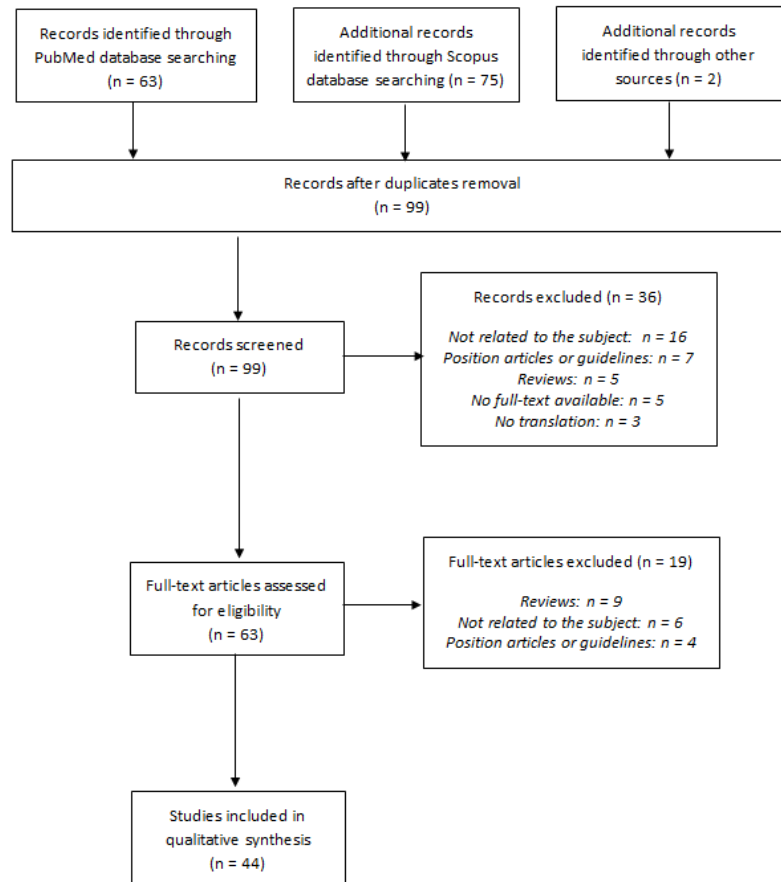 Records identified through
PubMed database searching
(n = 63)
Additional records
identified through Scopus
database searching (n = 75)
Additional records
identified through other
sources (n = 2)
Records after duplicates removal
(n = 99)
Records screened
(n = 99)
Records excluded (n = 36)
Not related to the subject: n = 16
Position articles or guidelines: n = 7
Reviews: n = 5
No full-text available: n = 5
No translation: n = 3
Full-text articles assessed
for eligibility
(n = 63)
Full-text articles excluded (n = 19)
Reviews: n = 9
Not related to the subject: n = 6
Position articles or guidelines: n = 4
Studies included in
qualitative synthesis
(n = 44)